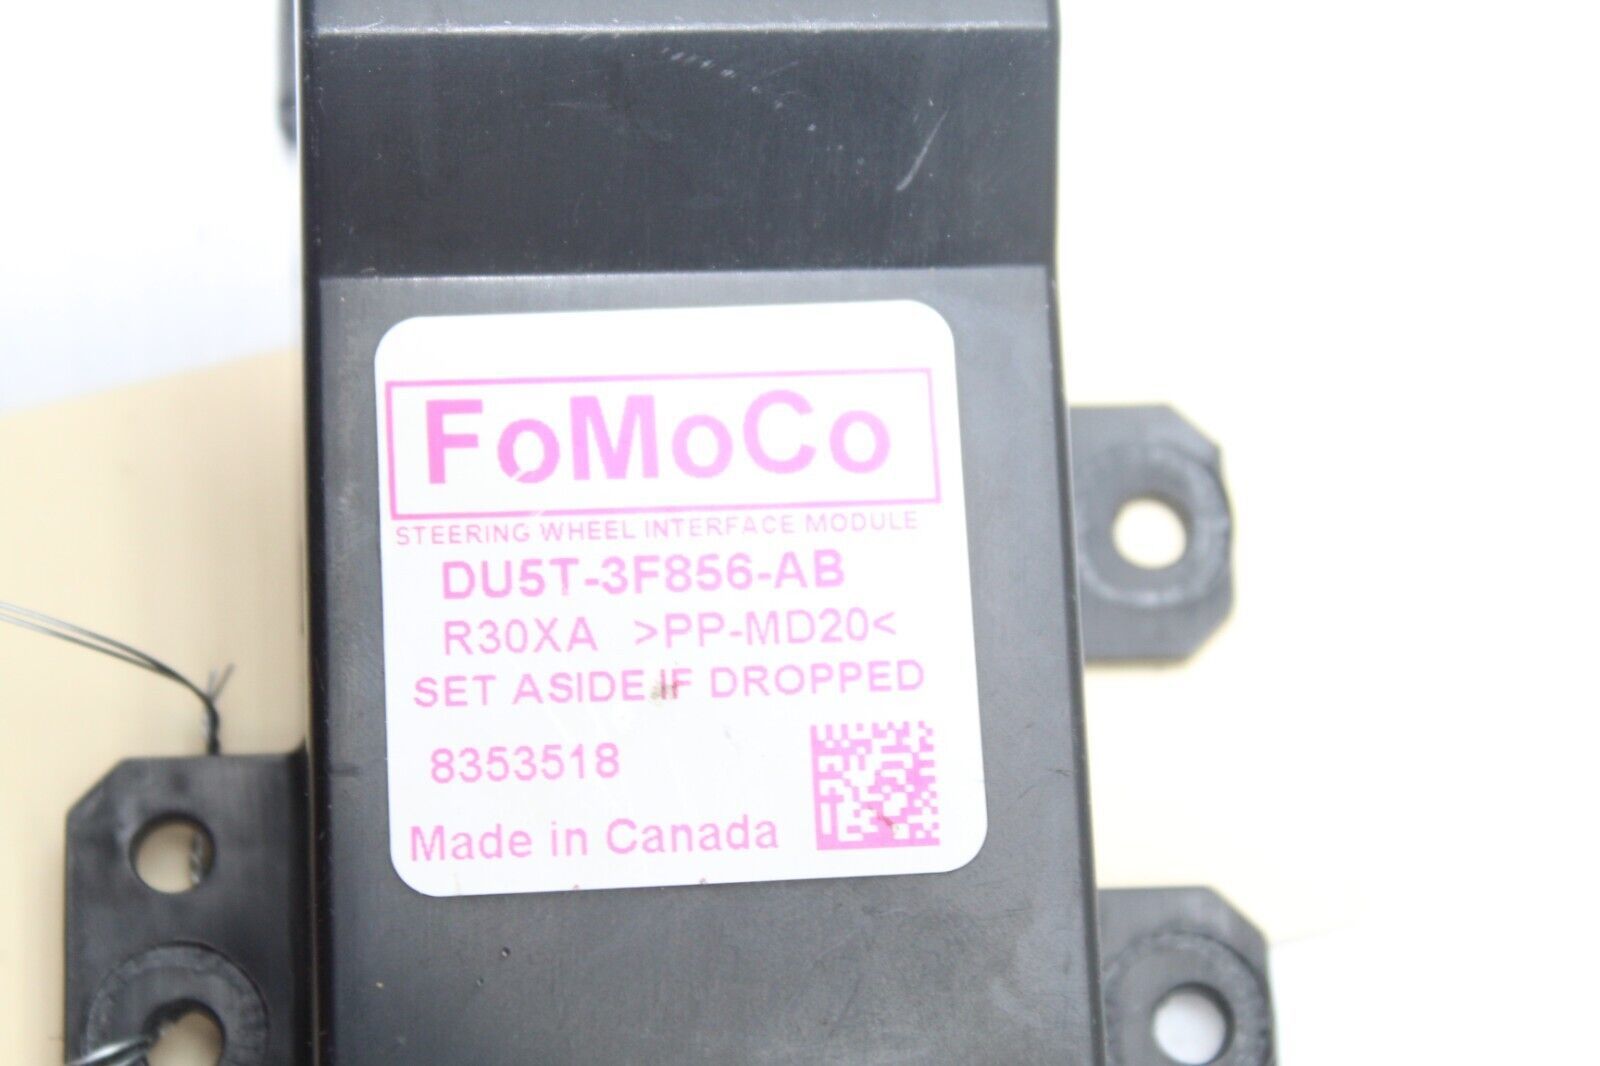 FoMoCo
STEERING WHEEL INTERFACE MODULE
DU5T-3F856-AB
R30XA >PP-MD20<
SET ASIDE IF DROPPED
8353518
Made in Canada